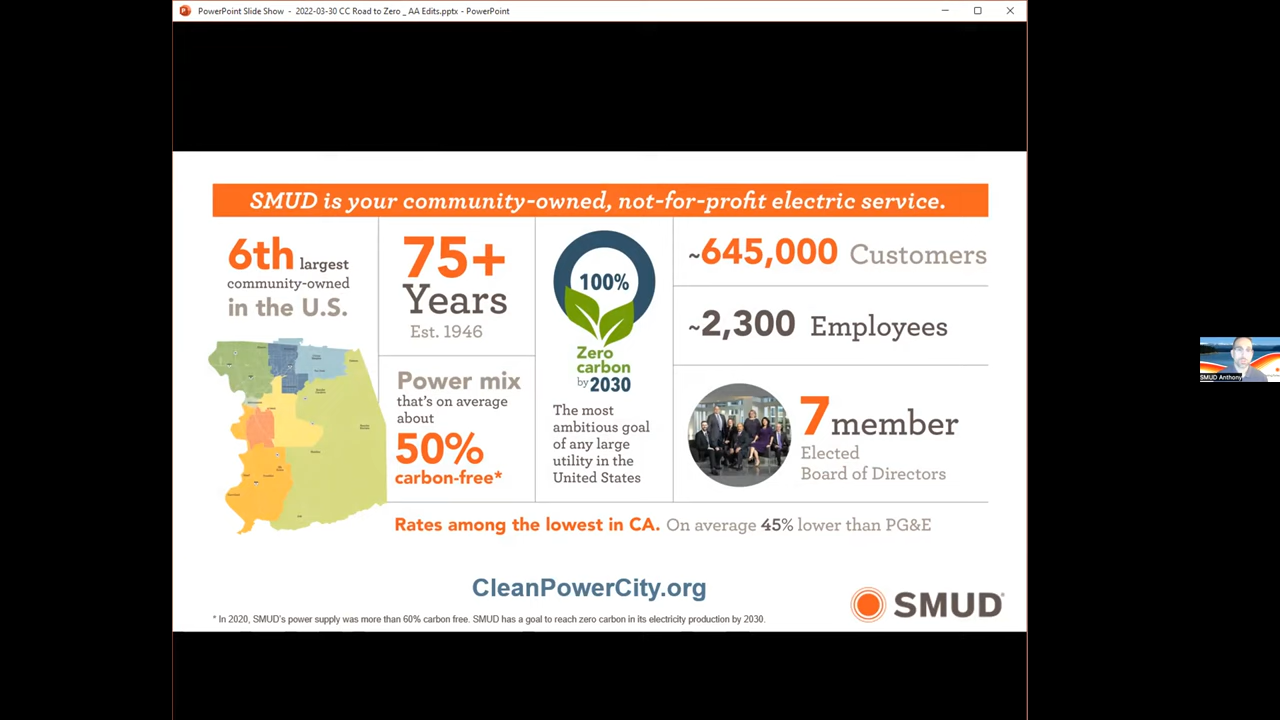 PowerPoint Slide Show - 2022-03-30 CC Road to Zero _ AA Edits.pptx - PowerPoint
SMUD is your community-owned, not-for-profit electric service.
6th largest
community-owned
in the U.S.
75+
Years
Est. 1946
Power mix
that's on average
about
50%
carbon-free*
100%
Zero
carbon
by 2030
The most
ambitious goal
of any large
utility in the
United States
~645,000 Customers
~2,300 Employees
7 member
Elected
Board of Directors
Rates among the lowest in CA. On average 45% lower than PG&E
CleanPowerCity.org
SMUD®
* In 2020, SMUD's power supply was more than 60% carbon free. SMUD has a goal to reach zero carbon in its electricity production by 2030.
SMUD Anthony